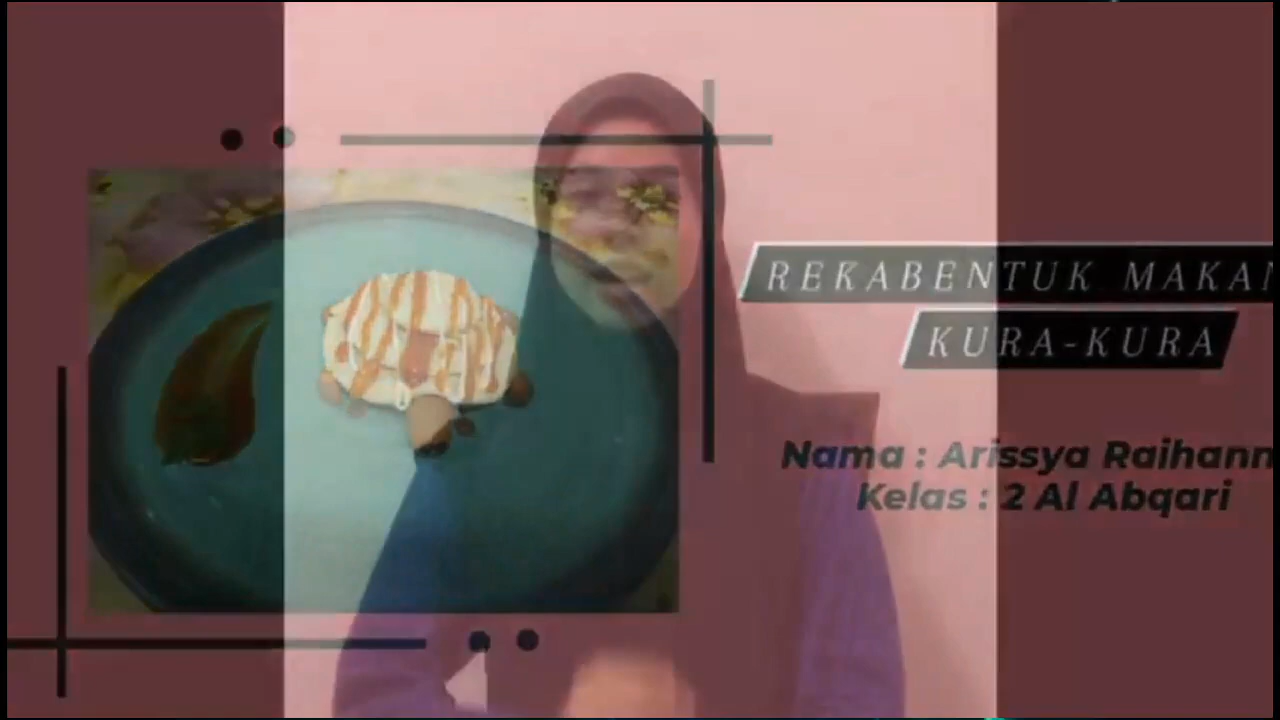 REKABENTUK MAKAN
KURA-KURA
Nama : Arissya Raihann
Kelas : 2 Al Abqari